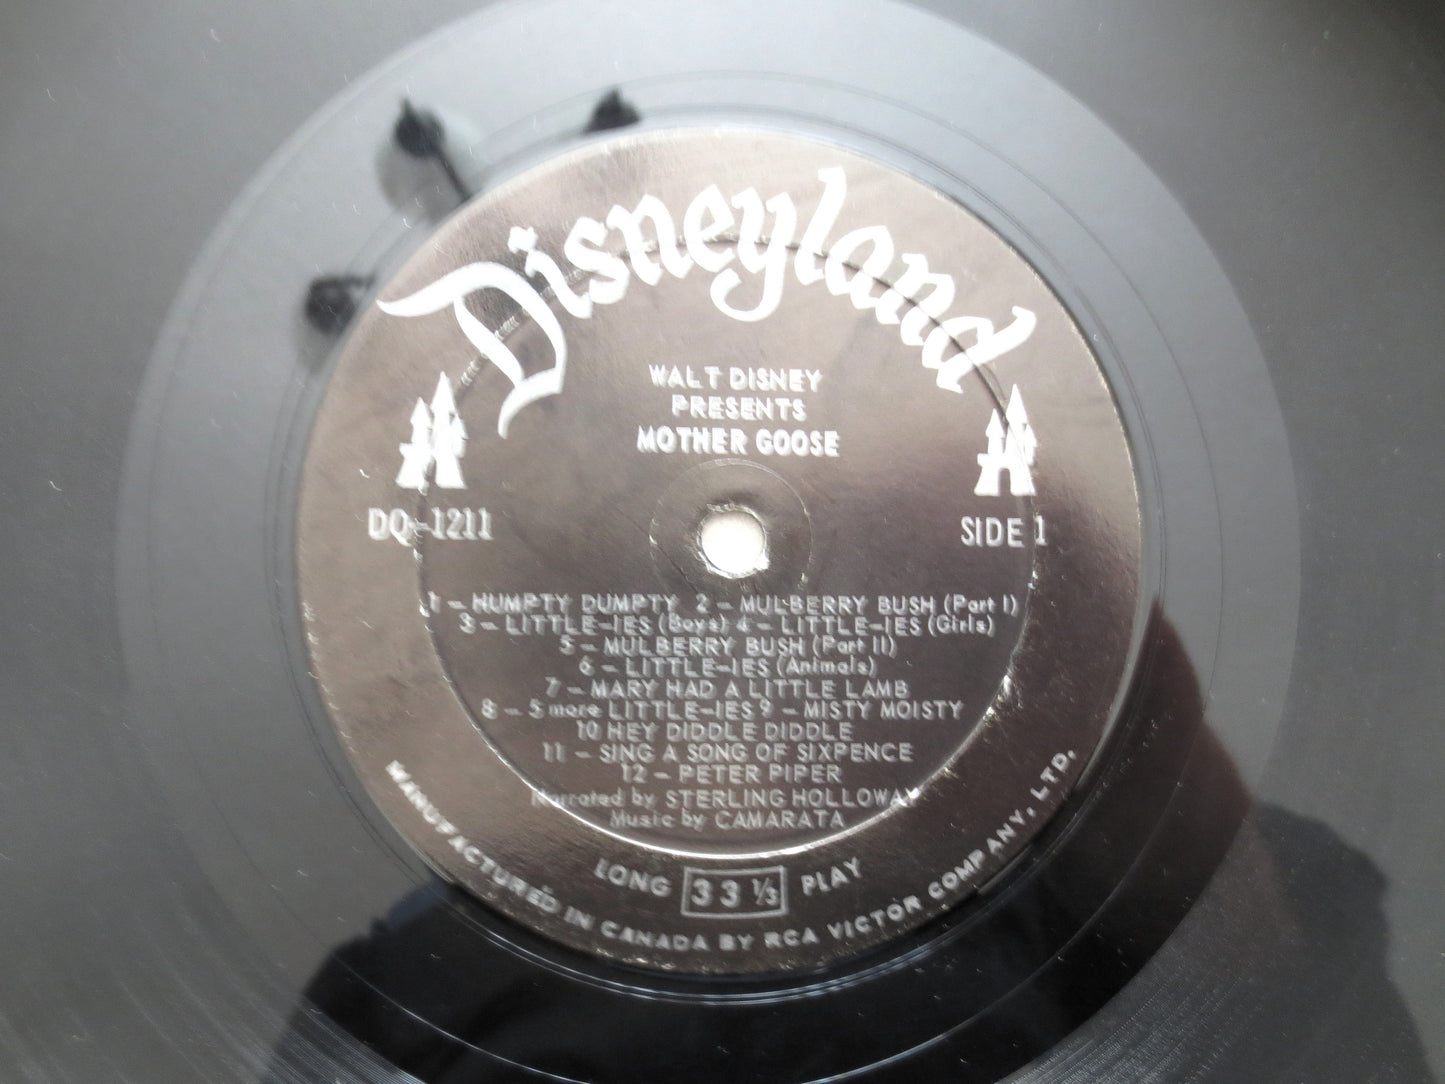 Disneyland
WALT DISNEY
PRESENTS
MOTHER GOOSE
DQ-1211
SIDE 1
1 - HUMPTY DUMPTY 2 - MULBERRY BUSH (Part I)
3 - LITTLE-IES (Boys) 4 - LITTLE-IES (Girls)
5 - MULBERRY BUSH (Part II)
6 - LITTLE-IES (Animals)
7 - MARY HAD A LITTLE LAMB
8 - 5 more LITTLE-IES 9 - MISTY MOISTY
10 HEY DIDDLE DIDDLE
11 - SING A SONG OF SIXPENCE
12 - PETER PIPER
Narrated by STERLING HOLLOWAY
Music by CAMARATA
LONG 33 1/3 PLAY
MANUFACTURED IN CANADA BY RCA VICTOR COMPANY, LTD.